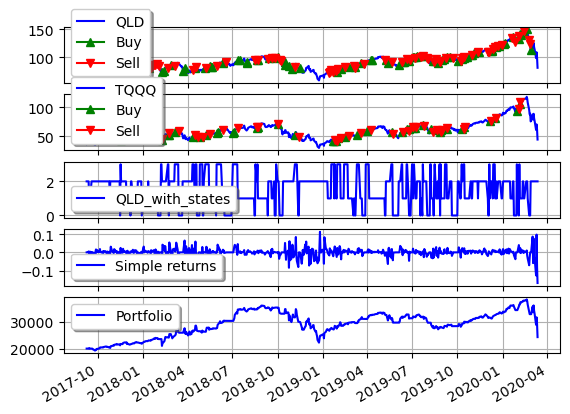 QLD
Buy
Sell
150
100
TQQQ
Buy
Sell
100
50
QLD_with_states
2
0
Simple returns
0.1
0.0
−0.1
Portfolio
30000
20000
2017-10
2018-01
2018-04
2018-07
2018-10
2019-01
2019-04
2019-07
2019-10
2020-01
2020-04